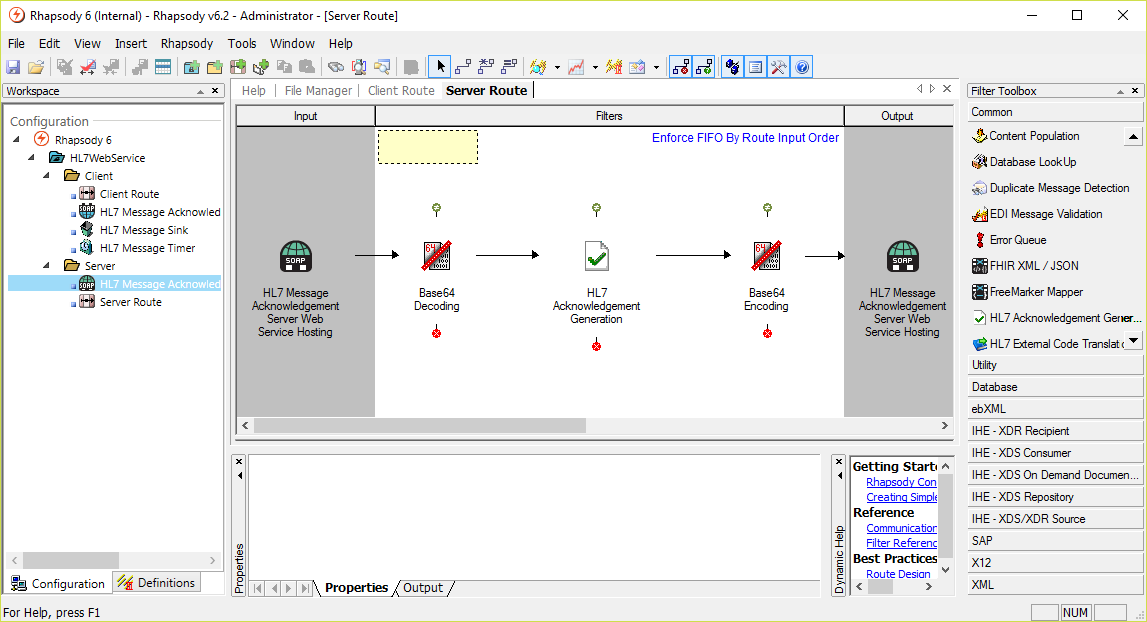 Rhapsody 6 (Internal) - Rhapsody v6.2 - Administrator - [Server Route]
File Edit View Insert Rhapsody Tools Window Help
Workspace
Configuration
Rhapsody 6
HL7WebService
Client
Client Route
HL7 Message Acknowled
HL7 Message Sink
HL7 Message Timer
Server
HL7 Message Acknowled
Server Route
Configuration Definitions
Help File Manager Client Route Server Route
Input Filters Output
Enforce FIFO By Route Input Order
SOAP
HL7 Message
Acknowledgement
Server Web
Service Hosting
64
Base64
Decoding
HL7
Acknowledgement
Generation
64
Base64
Encoding
SOAP
HL7 Message
Acknowledgement
Server Web
Service Hosting
Properties
Properties Output
Dynamic Help
Getting Starte
Rhapsody Con
Creating Simple
Reference
Communication
Filter Referenc
Best Practices
Route Design
Filter Toolbox
Common
Content Population
Database LookUp
Duplicate Message Detection
EDI Message Validation
Error Queue
FHIR XML / JSON
FreeMarker Mapper
HL7 Acknowledgement Gener...
HL7 External Code Translatc
Utility
Database
ebXML
IHE - XDR Recipient
IHE - XDS Consumer
IHE - XDS On Demand Documen...
IHE - XDS Repository
IHE - XDS/XDR Source
SAP
X12
XML
For Help, press F1
NUM